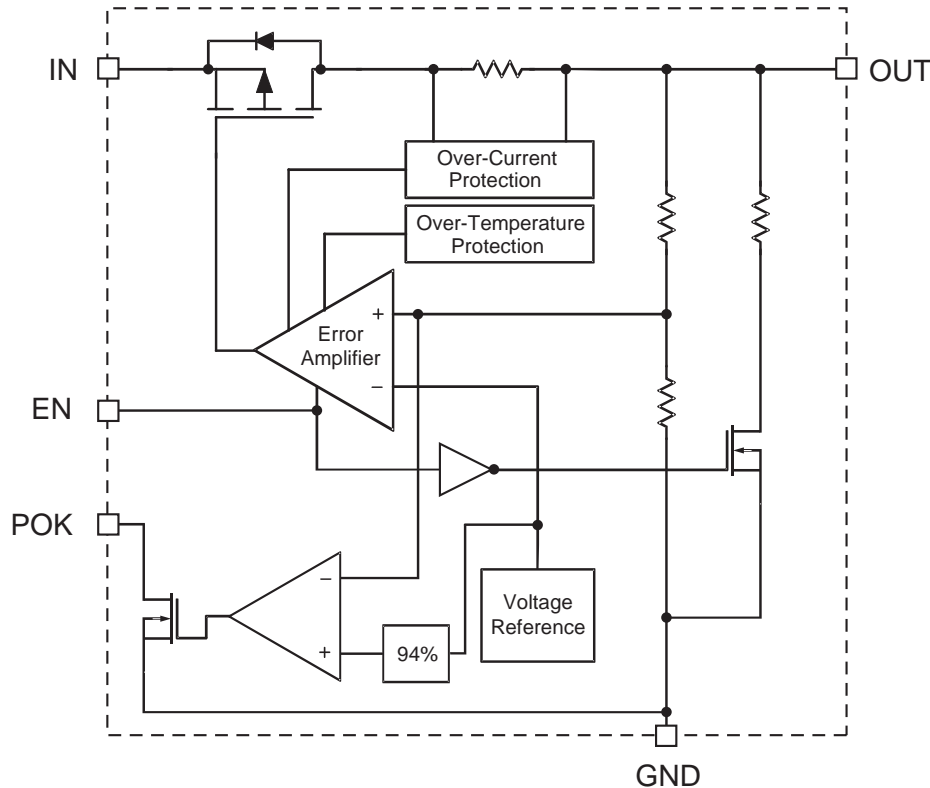 IN
OUT
Over-Current
Protection
Over-Temperature
Protection
+
Error
Amplifier
−
EN
POK
−
+
94%
Voltage
Reference
GND